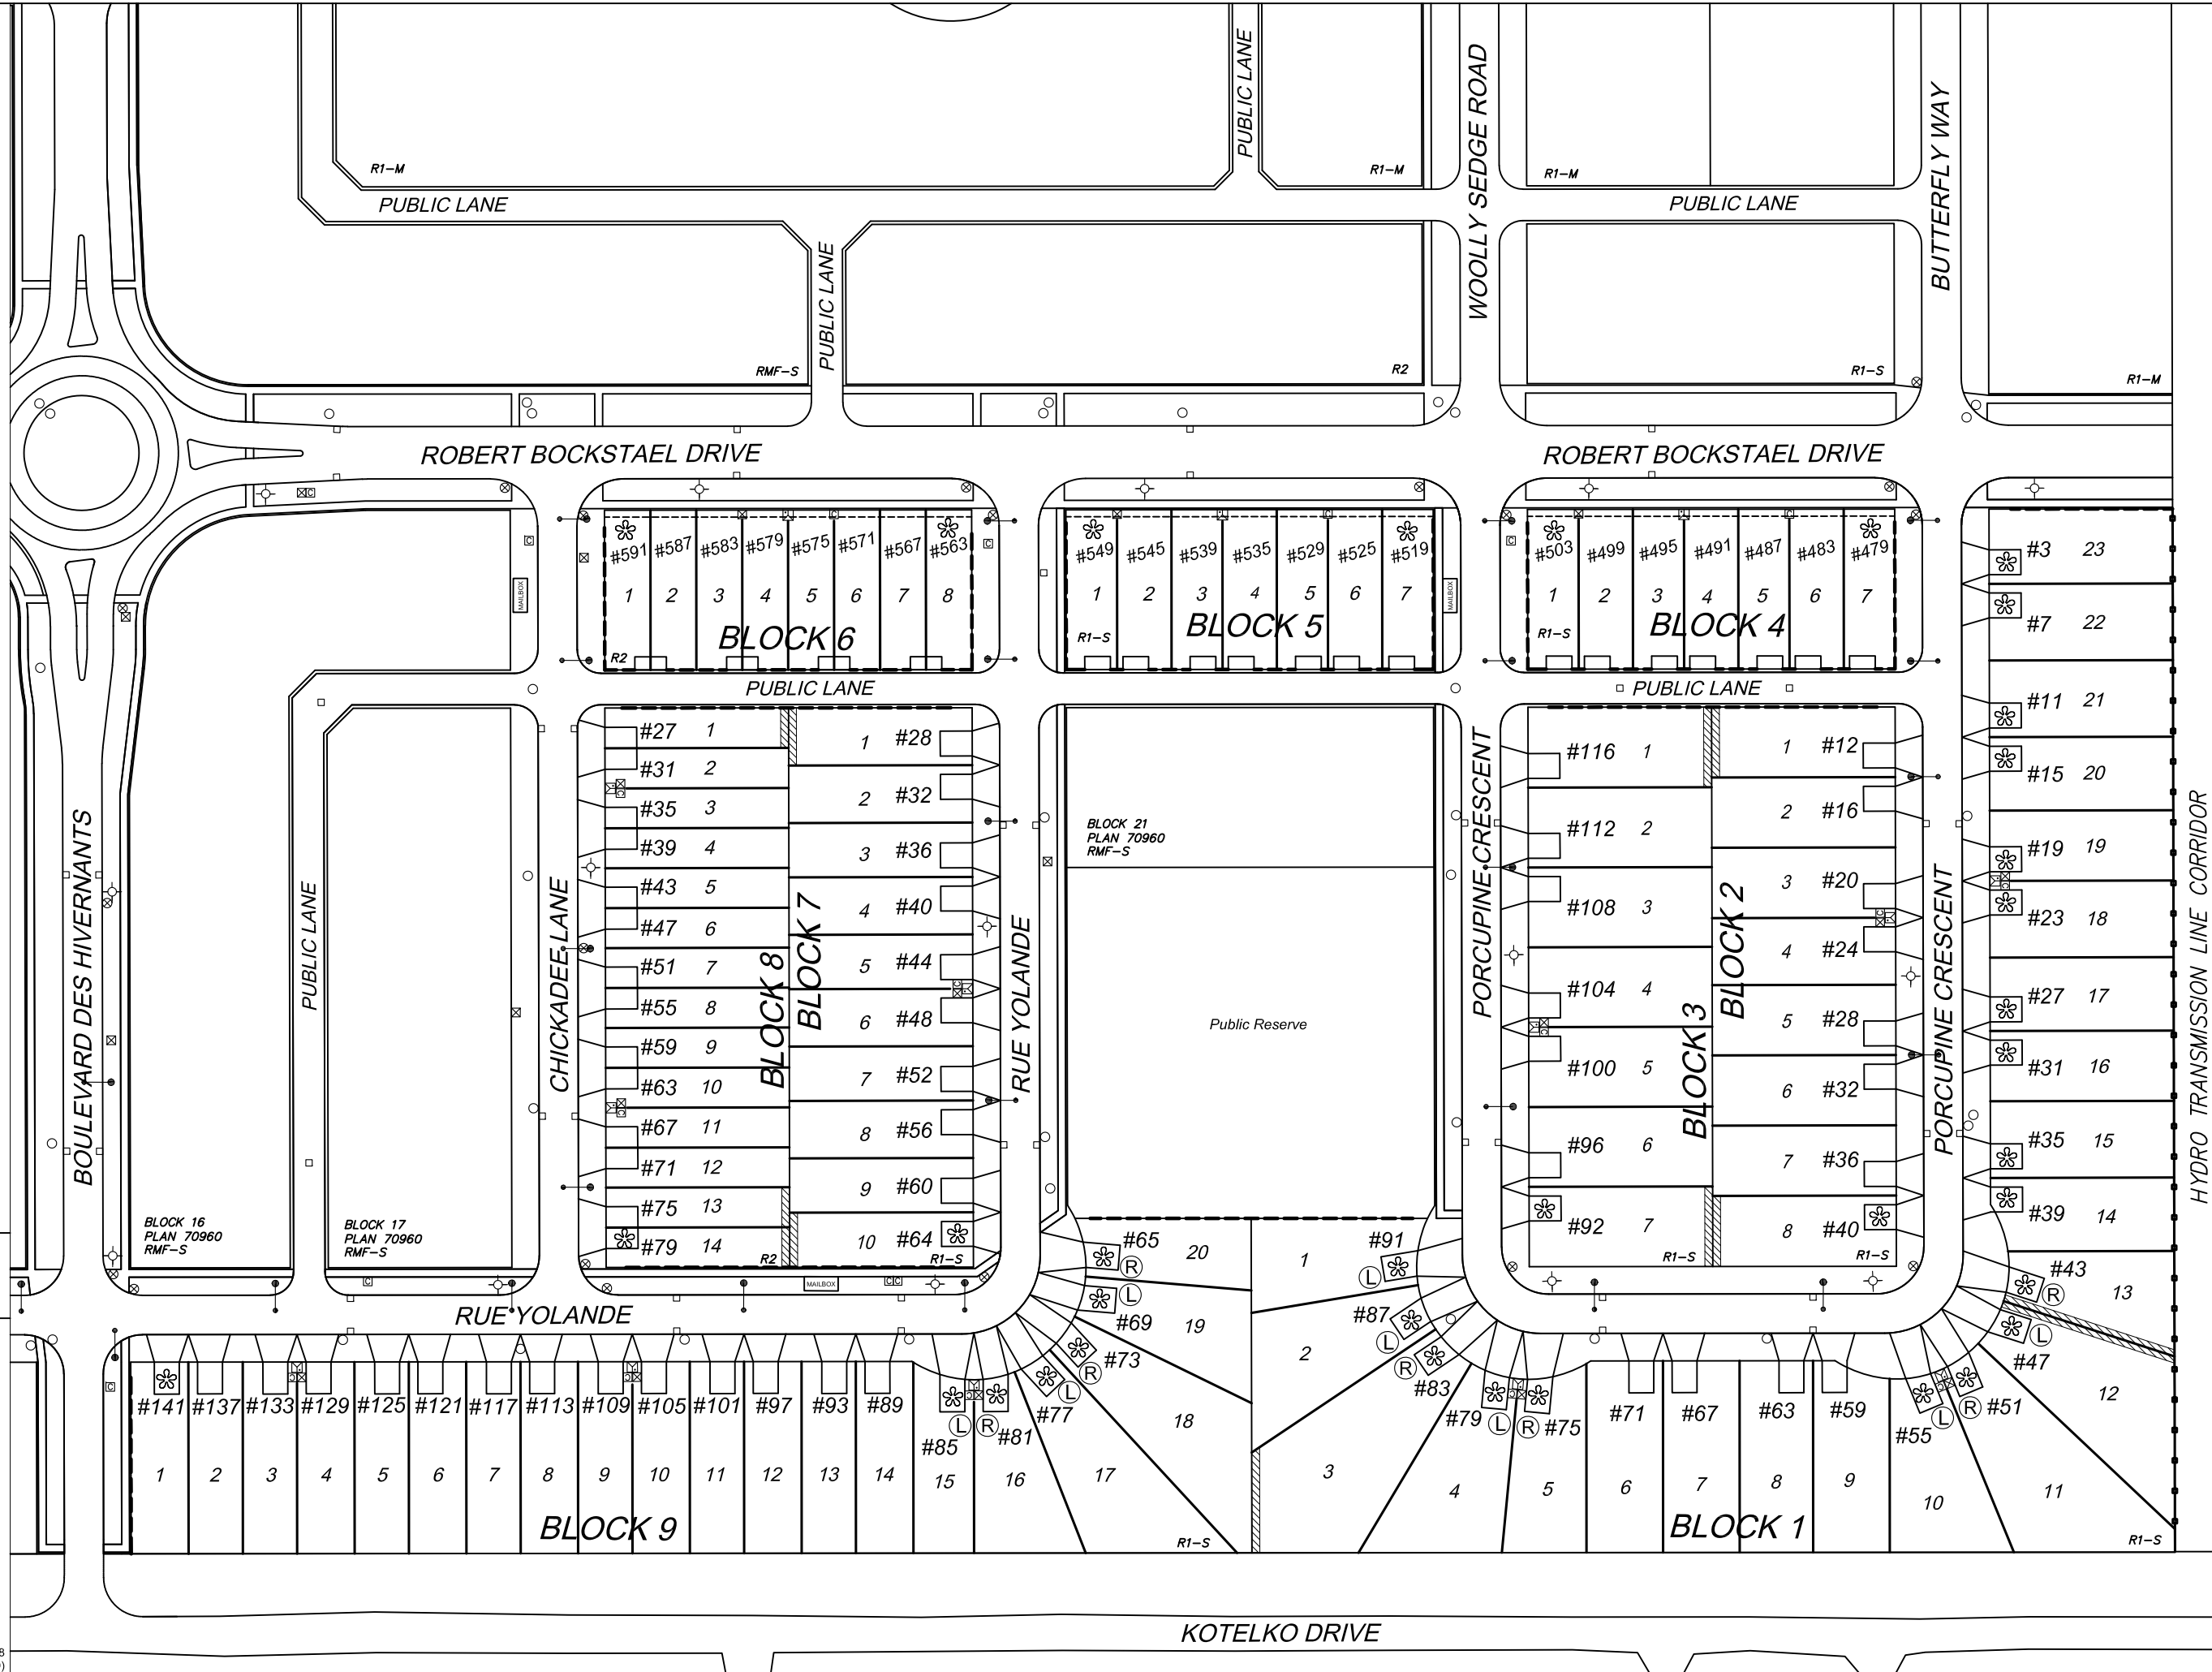 PUBLIC LANE
WOOLLY SEDGE ROAD
BUTTERFLY WAY
R1-M
R1-M
R1-M
PUBLIC LANE
PUBLIC LANE
PUBLIC LANE
RMF-S
R2
R1-S
R1-M
ROBERT BOCKSTAEL DRIVE
ROBERT BOCKSTAEL DRIVE
MAILBOX
#591 #587 #583 #579 #575 #571 #567 #563
1 2 3 4 5 6 7 8
BLOCK 6
R2
#549 #545 #539 #535 #529 #525 #519
1 2 3 4 5 6 7
BLOCK 5
R1-S
MAILBOX
#503 #499 #495 #491 #487 #483 #479
1 2 3 4 5 6 7
BLOCK 4
R1-S
PUBLIC LANE
PUBLIC LANE
BOULEVARD DES HIVERNANTS
BLOCK 16
PLAN 70960
RMF-S
PUBLIC LANE
BLOCK 17
PLAN 70960
RMF-S
CHICKADEE LANE
#27 1
#31 2
#35 3
#39 4
#43 5
#47 6
#51 7
#55 8
#59 9
#63 10
#67 11
#71 12
#75 13
#79 14
R2
BLOCK 8
BLOCK 7
1 #28
2 #32
3 #36
4 #40
5 #44
6 #48
7 #52
8 #56
9 #60
10 #64
R1-S
RUE YOLANDE
MAILBOX
RUE YOLANDE
BLOCK 21
PLAN 70960
RMF-S
Public Reserve
PORCUPINE CRESCENT
#116 1
#112 2
#108 3
#104 4
#100 5
#96 6
#92 7
R1-S
BLOCK 3
BLOCK 2
1 #12
2 #16
3 #20
4 #24
5 #28
6 #32
7 #36
8 #40
R1-S
PORCUPINE CRESCENT
#3 23
#7 22
#11 21
#15 20
#19 19
#23 18
#27 17
#31 16
#35 15
#39 14
#43 13
R
L
#47 12
R #51 11
L
#55 10
HYDRO TRANSMISSION LINE CORRIDOR
#141 #137 #133 #129 #125 #121 #117 #113 #109 #105 #101 #97 #93 #89
1 2 3 4 5 6 7 8 9 10 11 12 13 14
L R
#85 #81
15 16
BLOCK 9
#65 20
R
L
#69 19
#73 18
R
L
#77 17
R1-S
#91 1
L
#87 2
L
R
#83 3
#79 L R #75
4 5
#71 #67 #63 #59
6 7 8 9
BLOCK 1
R1-S
KOTELKO DRIVE